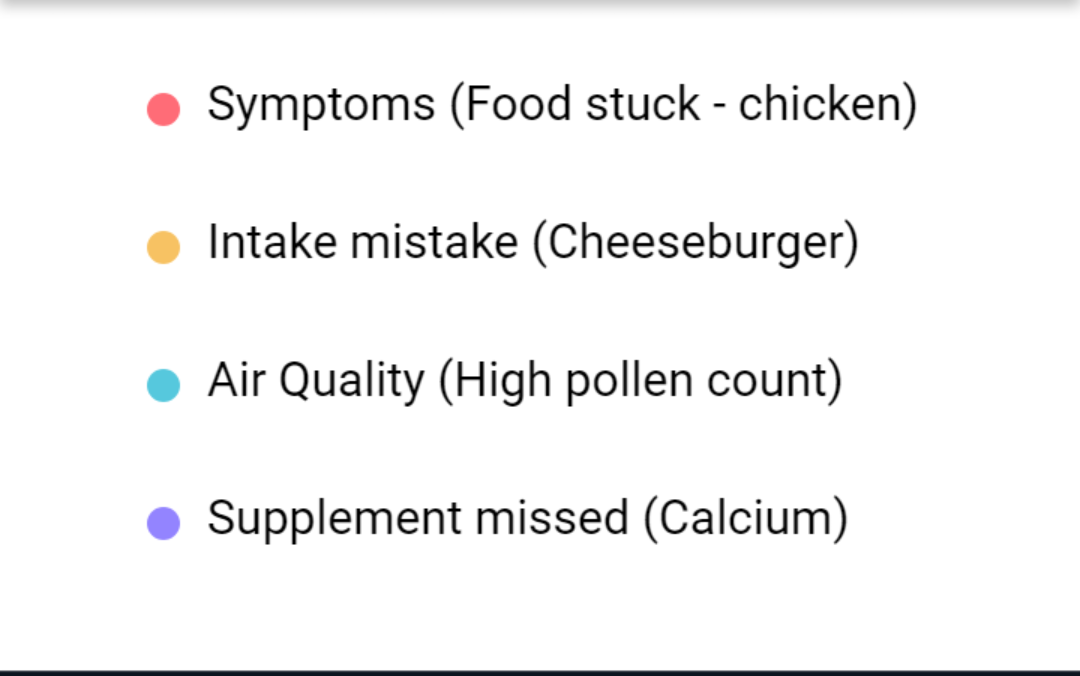 Symptoms (Food stuck - chicken)
Intake mistake (Cheeseburger)
Air Quality (High pollen count)
Supplement missed (Calcium)